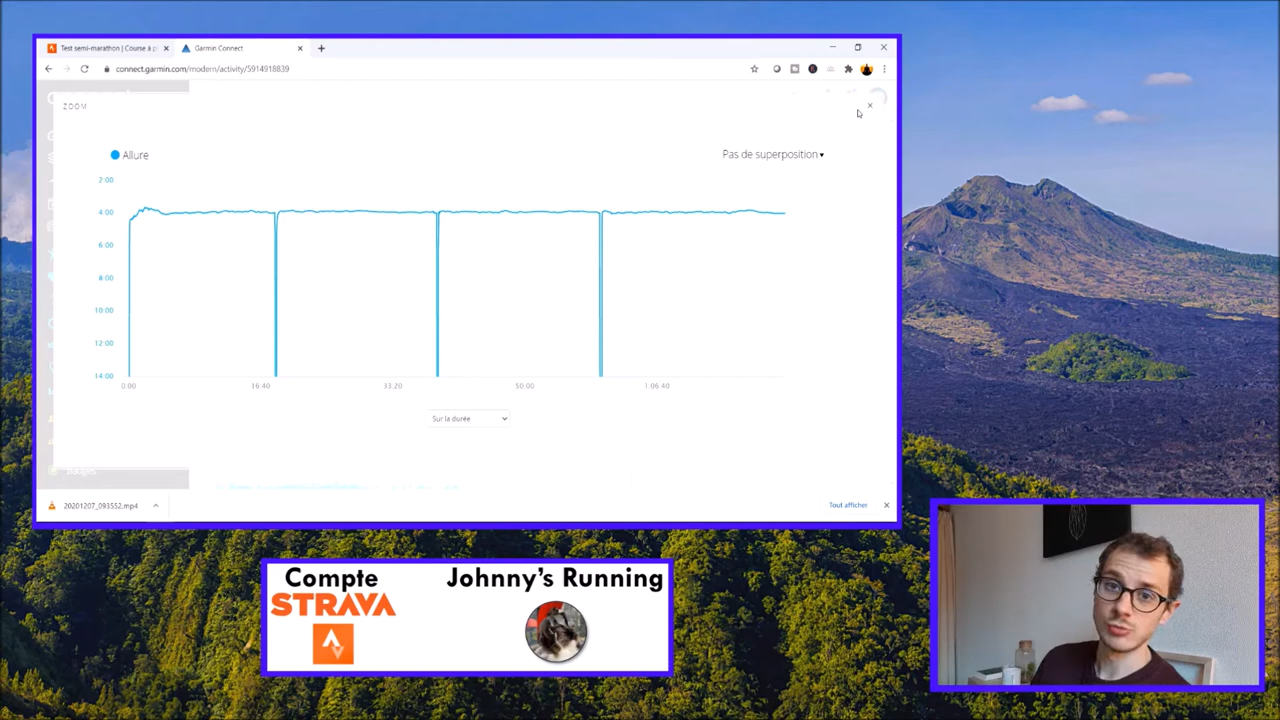 Test semi-marathon | Course à p
Garmin Connect
connect.garmin.com/modern/activity/5914918839
ZOOM
Allure
Pas de superposition
2:00
4:00
6:00
8:00
10:00
12:00
14:00
0:00
16:40
33:20
50:00
1:06:40
Sur la durée
20201207_093552.mp4
Tout afficher
Compte
STRAVA
Johnny's Running